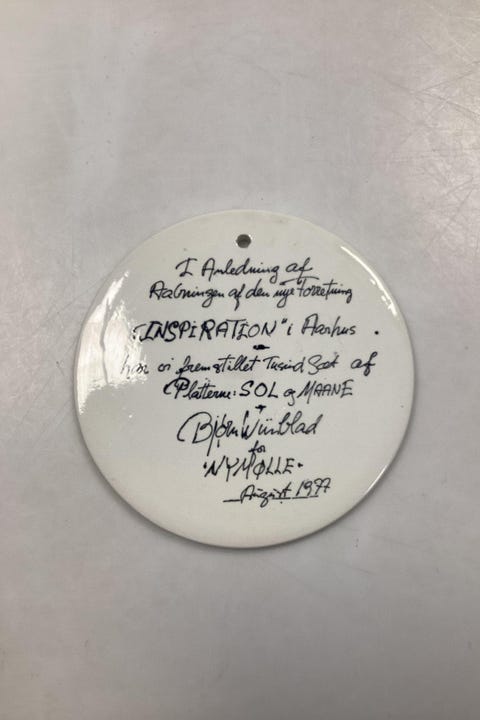 I Anledning af
Aabningen af den nye Forretning
„INSPIRATION“ i Aarhus.
har vi fremstillet Tusind Sæt af
Platterne: SOL og MAANE
Bjørn Wiinblad
for
"NYMØLLE"
August 1977